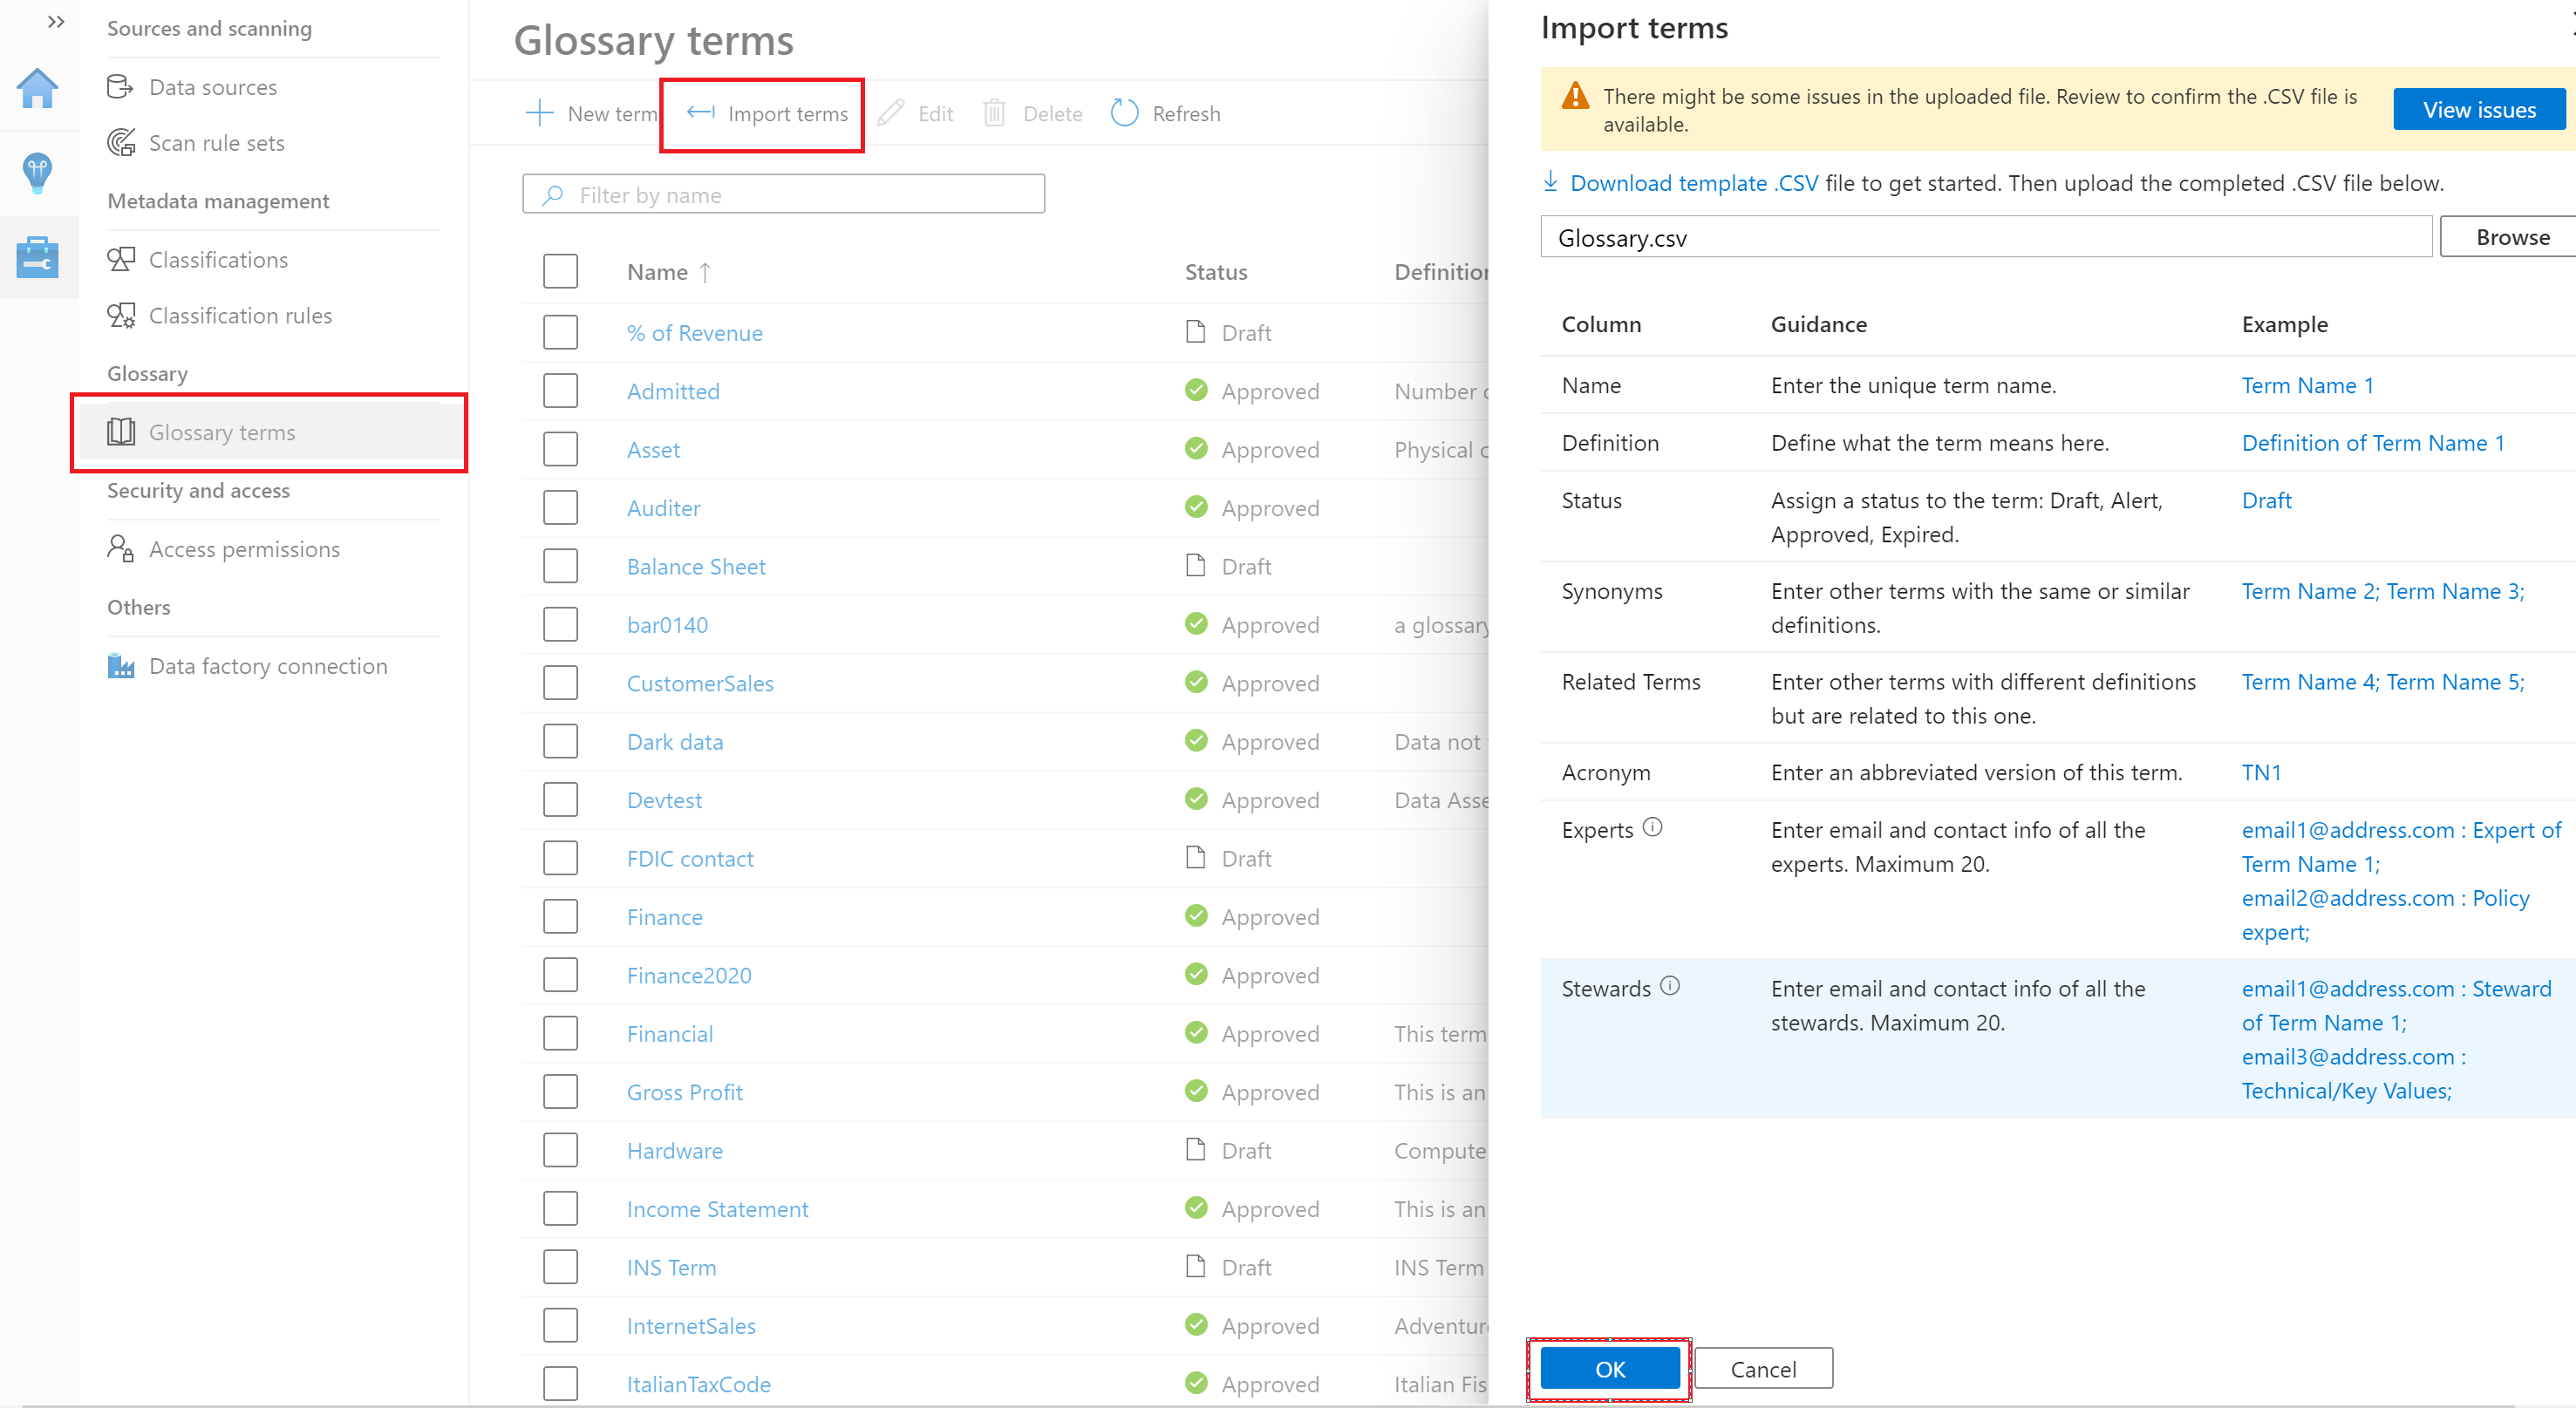 Sources and scanning
Data sources
Scan rule sets
Metadata management
Classifications
Classification rules
Glossary
Glossary terms
Security and access
Access permissions
Others
Data factory connection
Glossary terms
New term Import terms Edit Delete Refresh
Filter by name
Name ↑ Status Definition
% of Revenue Draft
Admitted Approved Number
Asset Approved Physical
Auditer Approved
Balance Sheet Draft
bar0140 Approved a glossary
CustomerSales Approved
Dark data Approved Data not
Devtest Approved Data Asse
FDIC contact Draft
Finance Approved
Finance2020 Approved
Financial Approved This term
Gross Profit Approved This is an
Hardware Draft Compute
Income Statement Approved This is an
INS Term Draft INS Term
InternetSales Approved Adventure
ItalianTaxCode Approved Italian Fis
Import terms
There might be some issues in the uploaded file. Review to confirm the .CSV file is
available.
View issues
Download template .CSV file to get started. Then upload the completed .CSV file below.
Glossary.csv Browse
Column Guidance Example
Name Enter the unique term name. Term Name 1
Definition Define what the term means here. Definition of Term Name 1
Status Assign a status to the term: Draft, Alert, Draft
Approved, Expired.
Synonyms Enter other terms with the same or similar Term Name 2; Term Name 3;
definitions.
Related Terms Enter other terms with different definitions Term Name 4; Term Name 5;
but are related to this one.
Acronym Enter an abbreviated version of this term. TN1
Experts Enter email and contact info of all the email1@address.com : Expert of
experts. Maximum 20. Term Name 1;
email2@address.com : Policy
expert;
Stewards Enter email and contact info of all the email1@address.com : Steward
stewards. Maximum 20. of Term Name 1;
email3@address.com :
Technical/Key Values;
OK Cancel